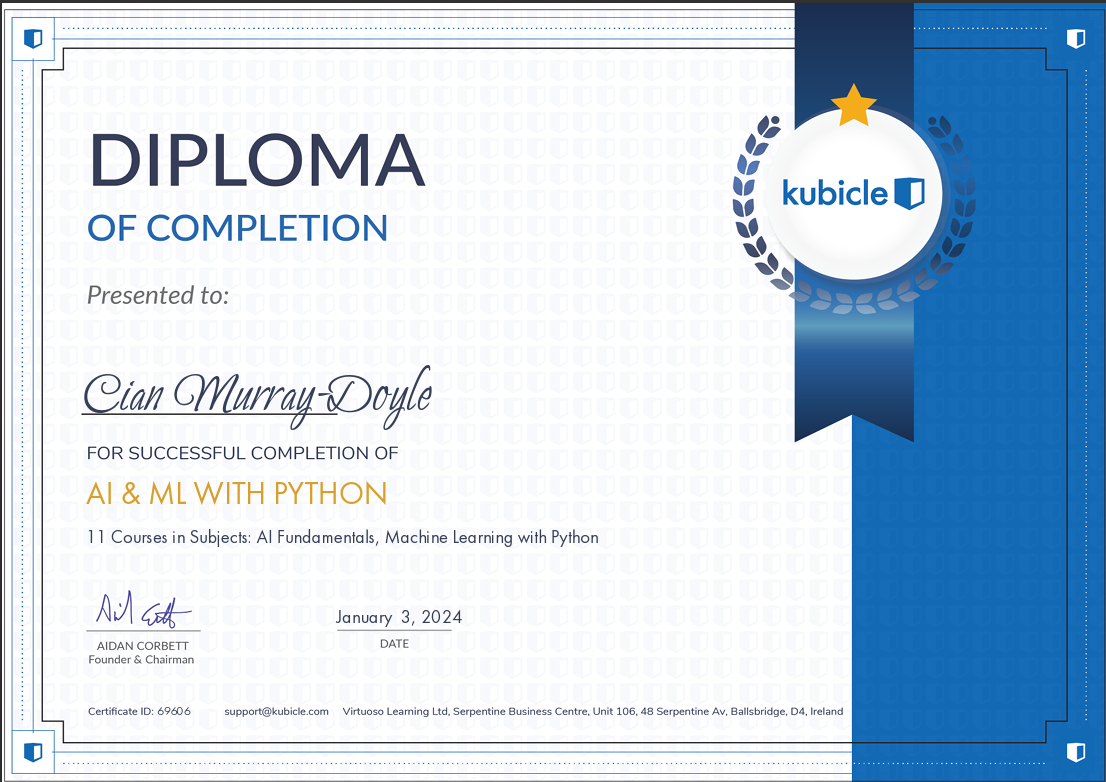 DIPLOMA
OF COMPLETION
kubicle
Presented to:
Cian Murray-Doyle
FOR SUCCESSFUL COMPLETION OF
AI & ML WITH PYTHON
11 Courses in Subjects: AI Fundamentals, Machine Learning with Python
January 3, 2024
AIDAN CORBETT
DATE
Founder & Chairman
Certificate ID: 69606 support@kubicle.com Virtuoso Learning Ltd, Serpentine Business Centre, Unit 106, 48 Serpentine Av, Ballsbridge, D4, Ireland